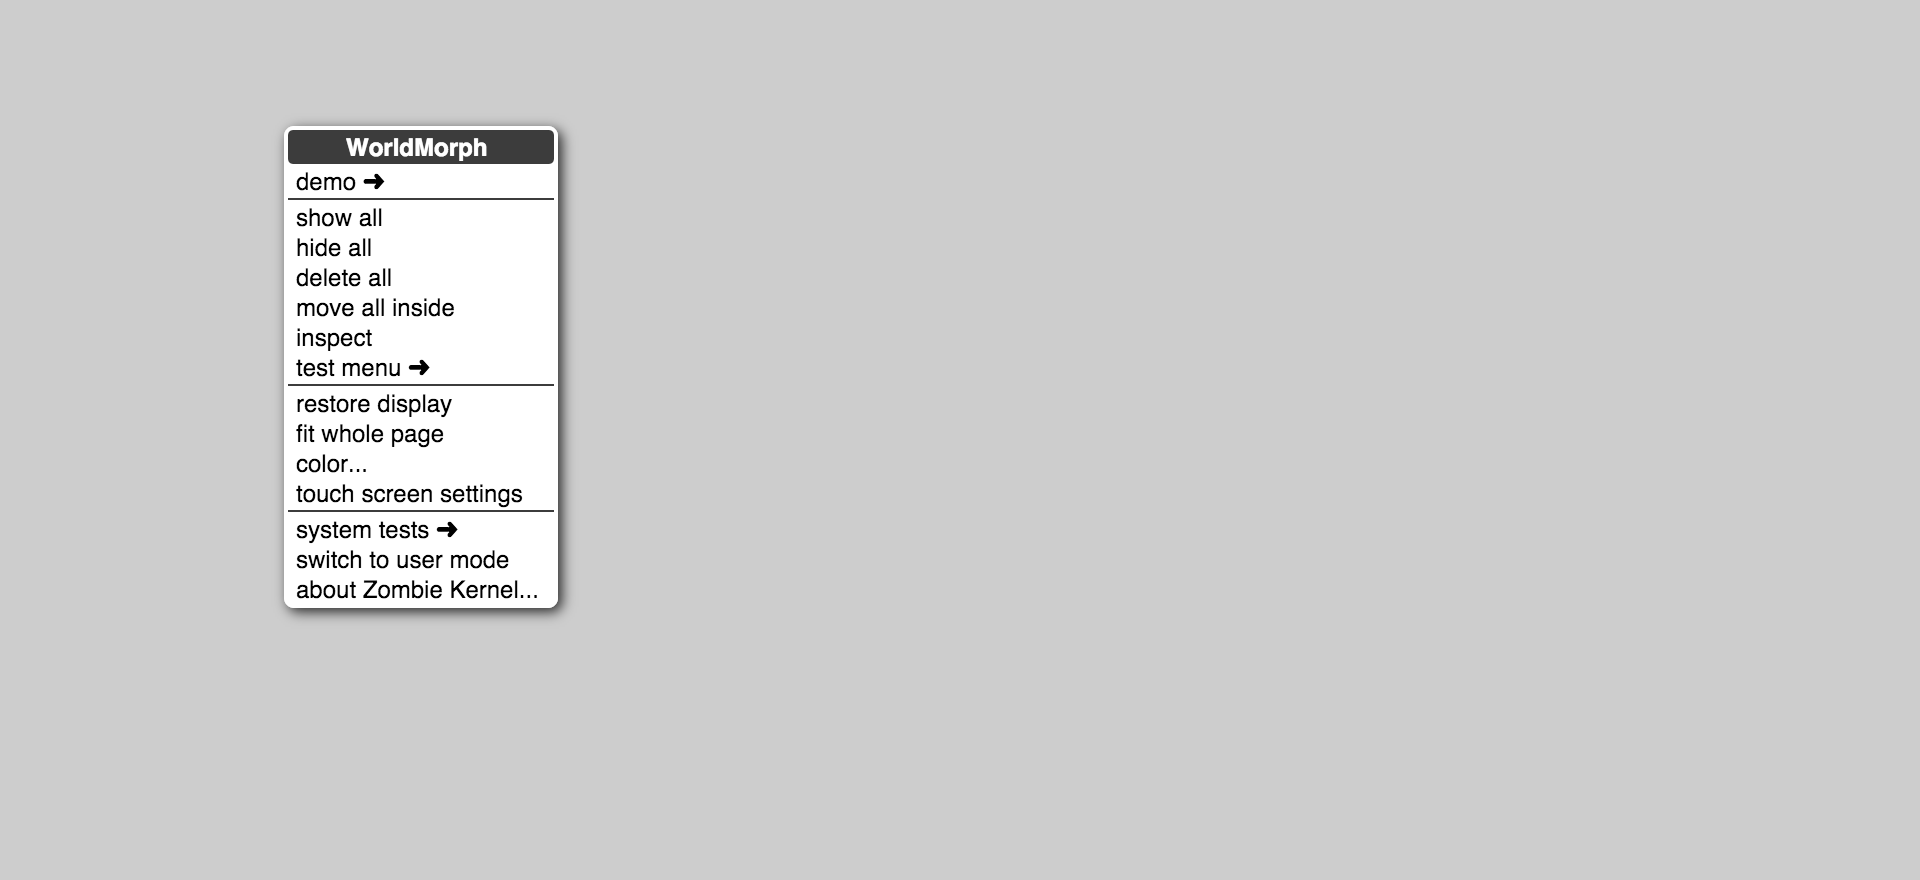 WorldMorph
demo ➜
show all
hide all
delete all
move all inside
inspect
test menu ➜
restore display
fit whole page
color...
touch screen settings
system tests ➜
switch to user mode
about Zombie Kernel...